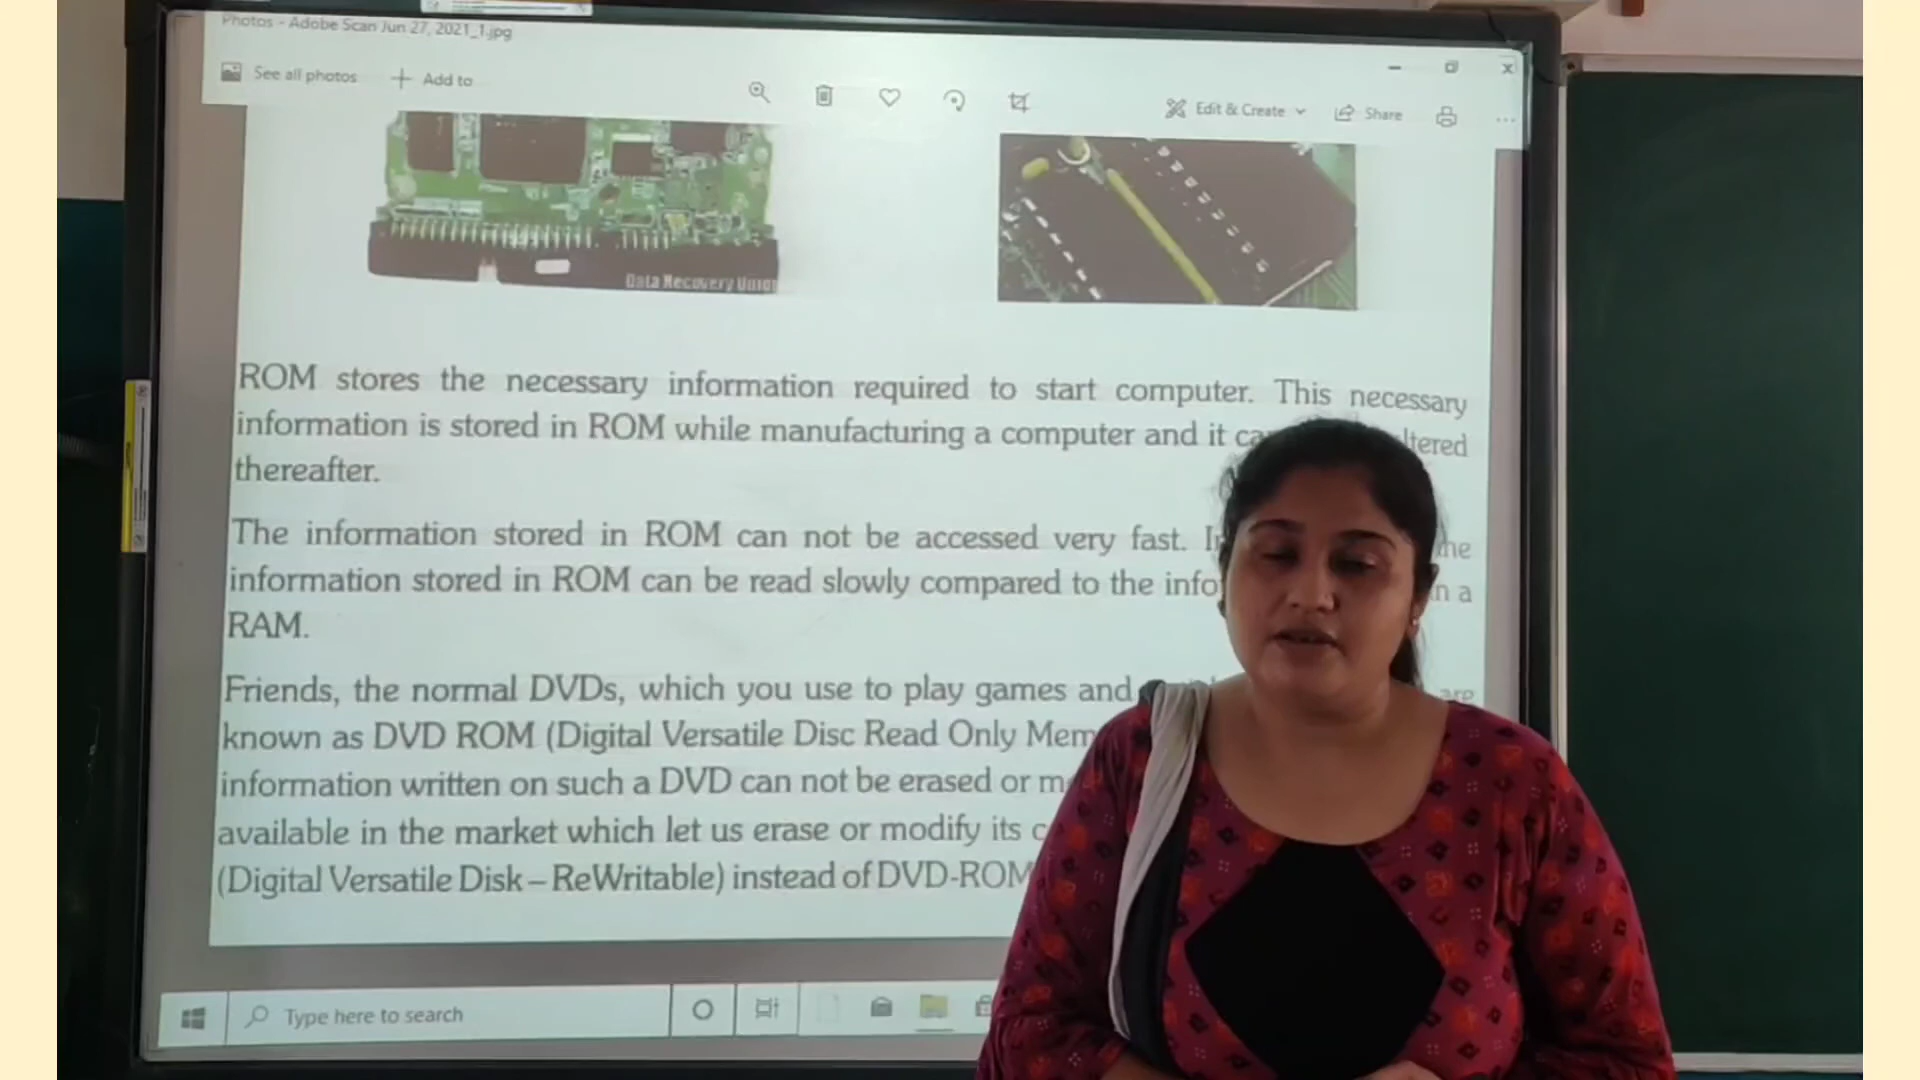 Photos - Adobe Scan Jun 27, 2021_1.jpg
See all photos
Add to
Edit & Create
Share
Data Recovery
ROM stores the necessary information required to start computer. This necessary
information is stored in ROM while manufacturing a computer and it
thereafter.
The information stored in ROM can not be accessed very fast.
information stored in ROM can be read slowly compared to the a
RAM.
Friends, the normal DVDs, which you use to play games and are
known as DVD ROM (Digital Versatile Disc Read Only
information written on such a DVD can not be erased or
available in the market which let us erase or modify its
(Digital Versatile Disk – ReWritable) instead of DVD-ROM
Type here to search